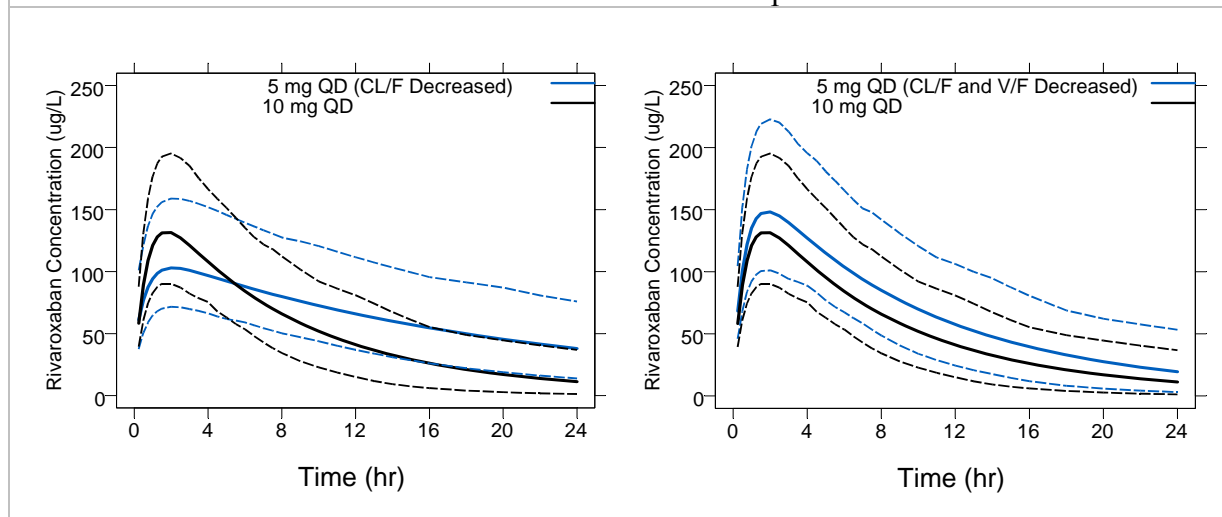 5 mg QD (CL/F Decreased)
10 mg QD
Rivaroxaban Concentration (ug/L)
250
200
150
100
50
0
0 4 8 12 16 20 24
Time (hr)
5 mg QD (CL/F and V/F Decreased)
10 mg QD
Rivaroxaban Concentration (ug/L)
250
200
150
100
50
0
0 4 8 12 16 20 24
Time (hr)